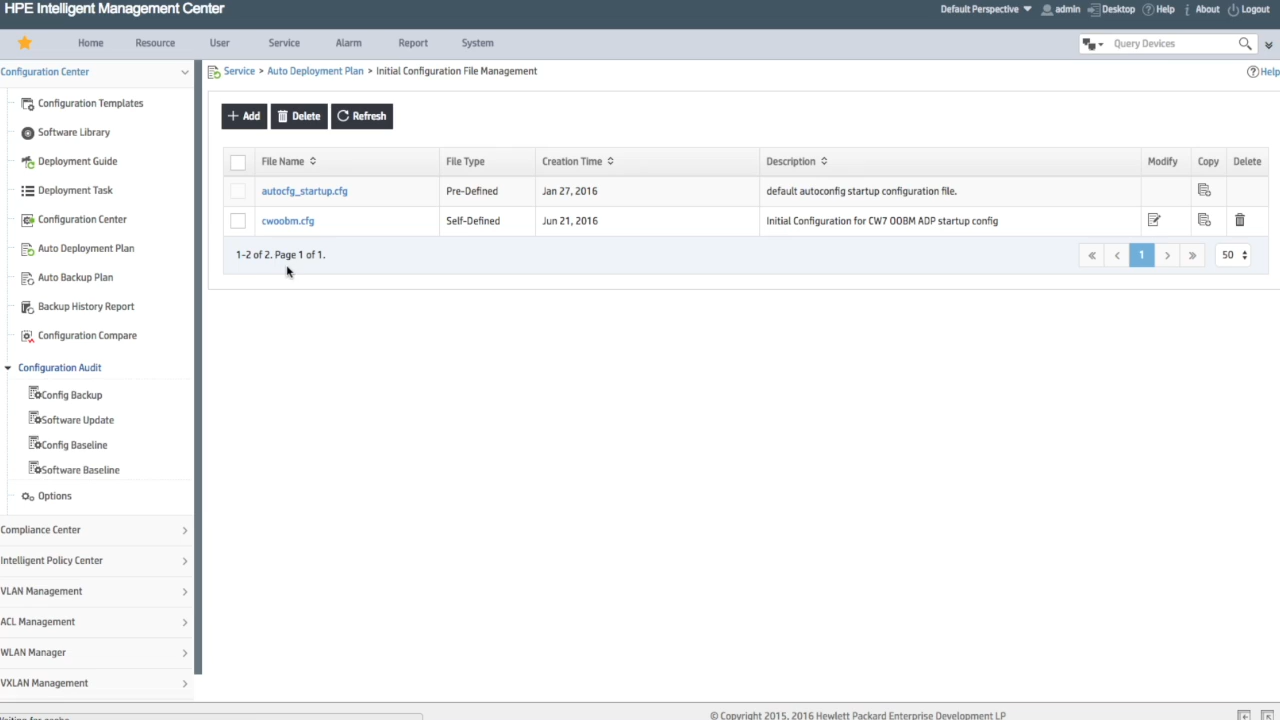 HPE Intelligent Management Center
Default Perspective admin Desktop Help About Logout
Home Resource User Service Alarm Report System
Query Devices
Configuration Center
Configuration Templates
Software Library
Deployment Guide
Deployment Task
Configuration Center
Auto Deployment Plan
Auto Backup Plan
Backup History Report
Configuration Compare
Configuration Audit
Config Backup
Software Update
Config Baseline
Software Baseline
Options
Compliance Center
Intelligent Policy Center
VLAN Management
ACL Management
WLAN Manager
VXLAN Management
Service > Auto Deployment Plan > Initial Configuration File Management
Help
Add Delete Refresh
File Name File Type Creation Time Description Modify Copy Delete
autocfg_startup.cfg Pre-Defined Jan 27, 2016 default autoconfig startup configuration file.
cwoobm.cfg Self-Defined Jun 21, 2016 Initial Configuration for CW7 OOBM ADP startup config
1-2 of 2. Page 1 of 1.
« ‹ 1 › » 50
© Copyright 2015, 2016 Hewlett Packard Enterprise Development LP